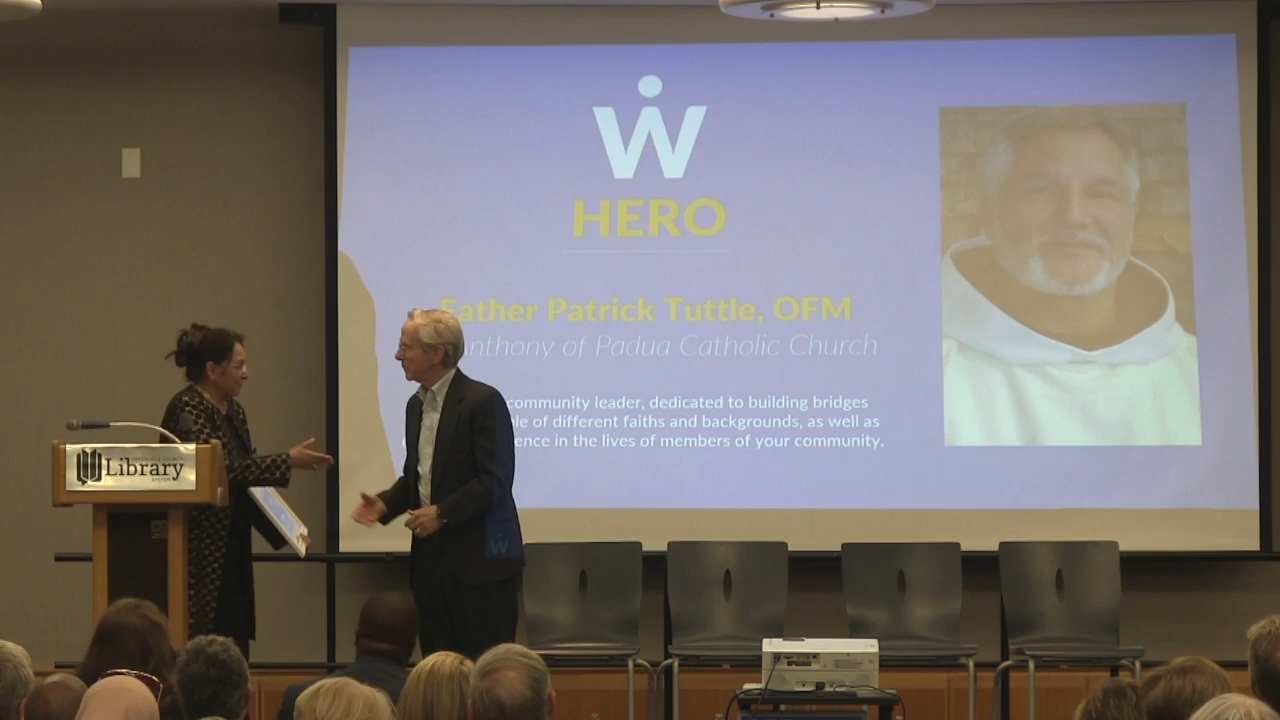 W
HERO
Father Patrick Tuttle, OFM
Anthony of Padua Catholic Church
community leader, dedicated to building bridges
of different faiths and backgrounds, as well as
in the lives of members of your community.
Library
SYSTEM
W